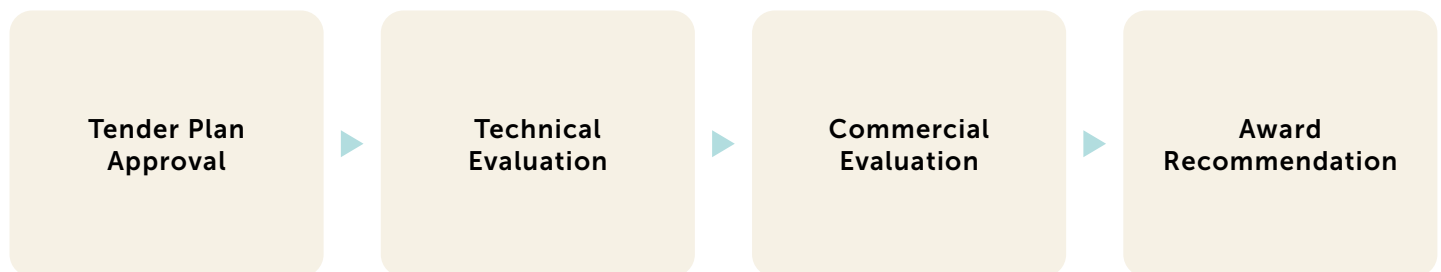 Tender Plan
Approval
Technical
Evaluation
Commercial
Evaluation
Award
Recommendation